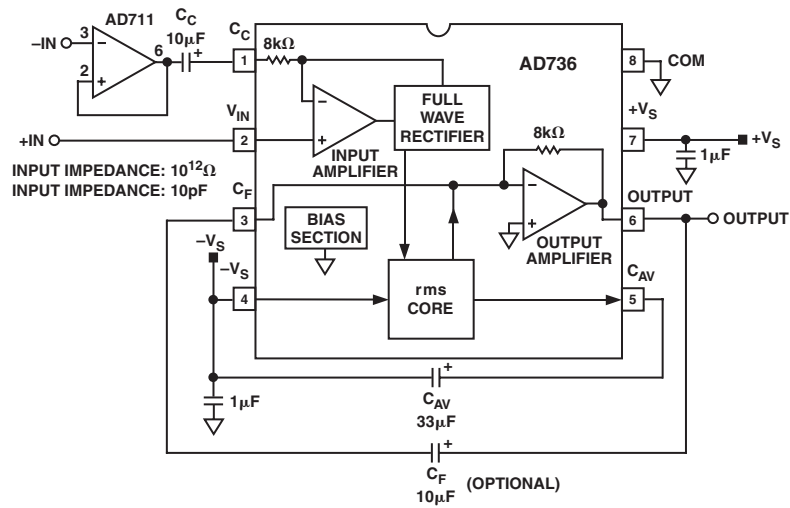 AD711
–IN
3
2
6
–
+
C_C
10µF
+
C_C
1
8kΩ
AD736
8
COM
–
+
INPUT
AMPLIFIER
FULL
WAVE
RECTIFIER
+V_S
7
+V_S
1µF
V_IN
+IN
2
INPUT IMPEDANCE: 10^12Ω
INPUT IMPEDANCE: 10pF
8kΩ
–
+
OUTPUT
AMPLIFIER
OUTPUT
6
OUTPUT
C_F
3
BIAS
SECTION
–V_S
–V_S
4
rms
CORE
C_AV
5
1µF
+
C_AV
33µF
+
C_F
10µF
(OPTIONAL)